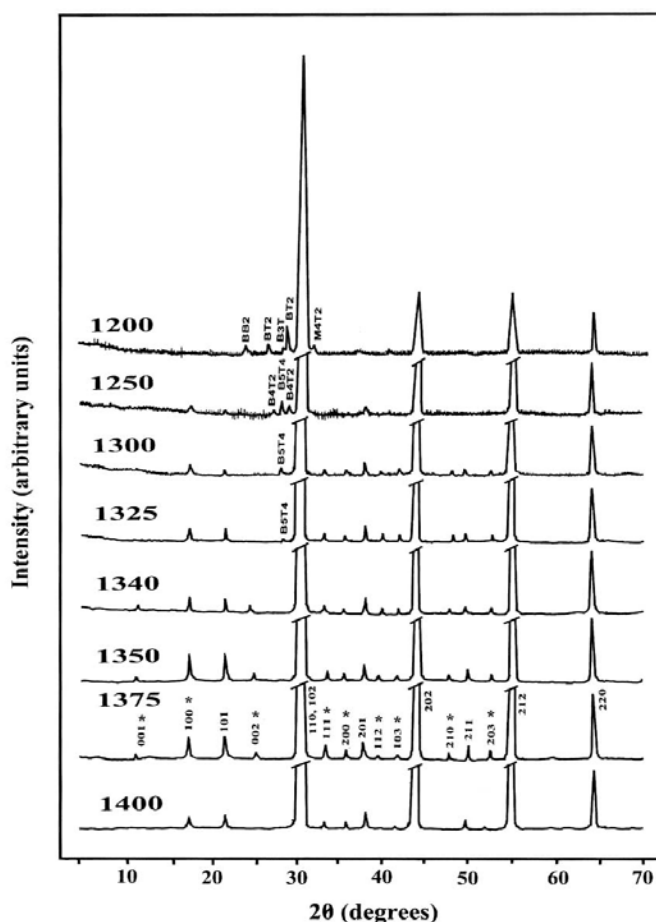 Intensity (arbitrary units)
BB2
BT2
B3T
BT2
M4T2
1200
B4T2
B5T4
B4T2
1250
B5T4
1300
B5T4
1325
1340
1350
1375
001 *
100 *
101
002 *
110, 102
111 *
200 *
201
112 *
103 *
202
210 *
211
203 *
212
220
1400
10 20 30 40 50 60 70
2θ (degrees)